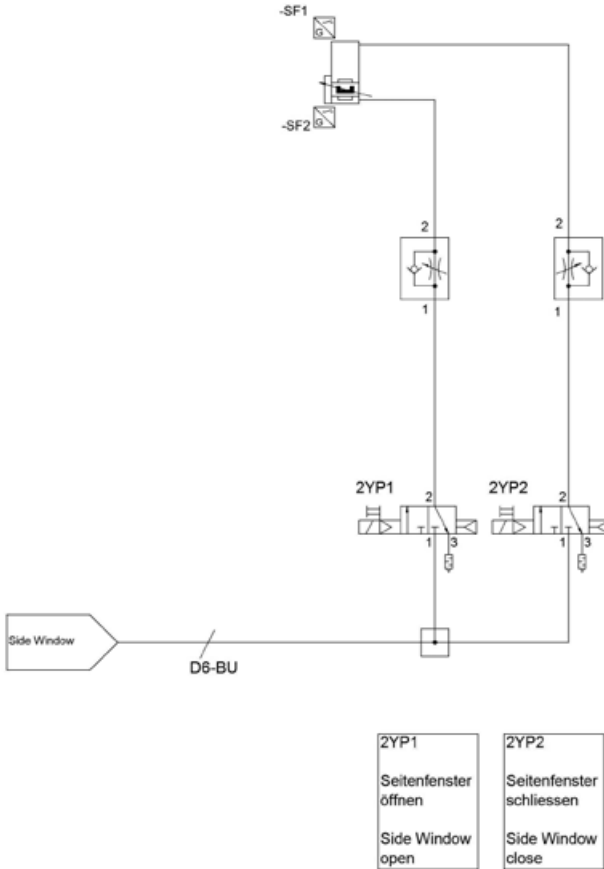 -SF1
G
-SF2
G
2
2
1
1
2YP1
2
2YP2
2
1
3
1
3
Side Window
D6-BU
2YP1
Seitenfenster
öffnen
Side Window
open
2YP2
Seitenfenster
schliessen
Side Window
close